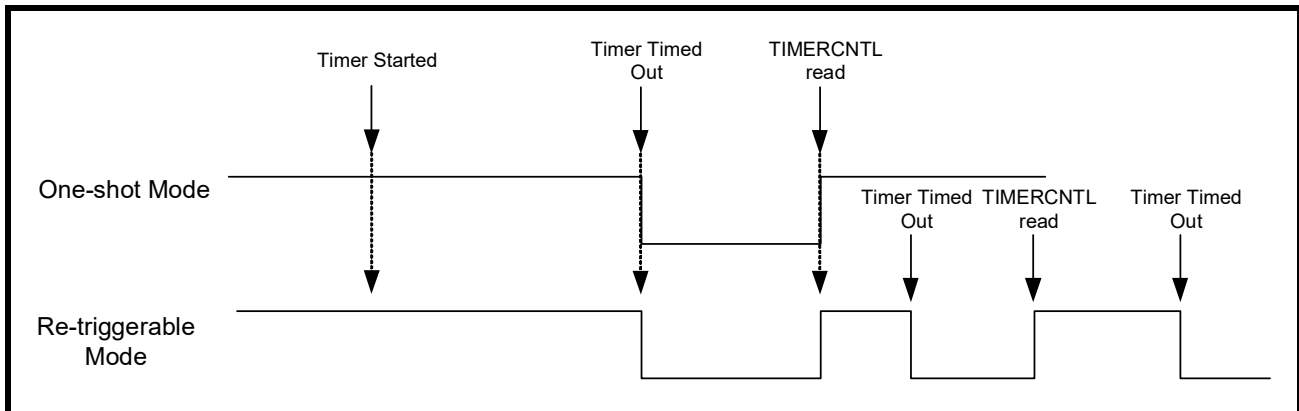 Timer Started
Timer Timed
Out
TIMERCNTL
read
One-shot Mode
Timer Timed
Out
TIMERCNTL
read
Timer Timed
Out
Re-triggerable
Mode